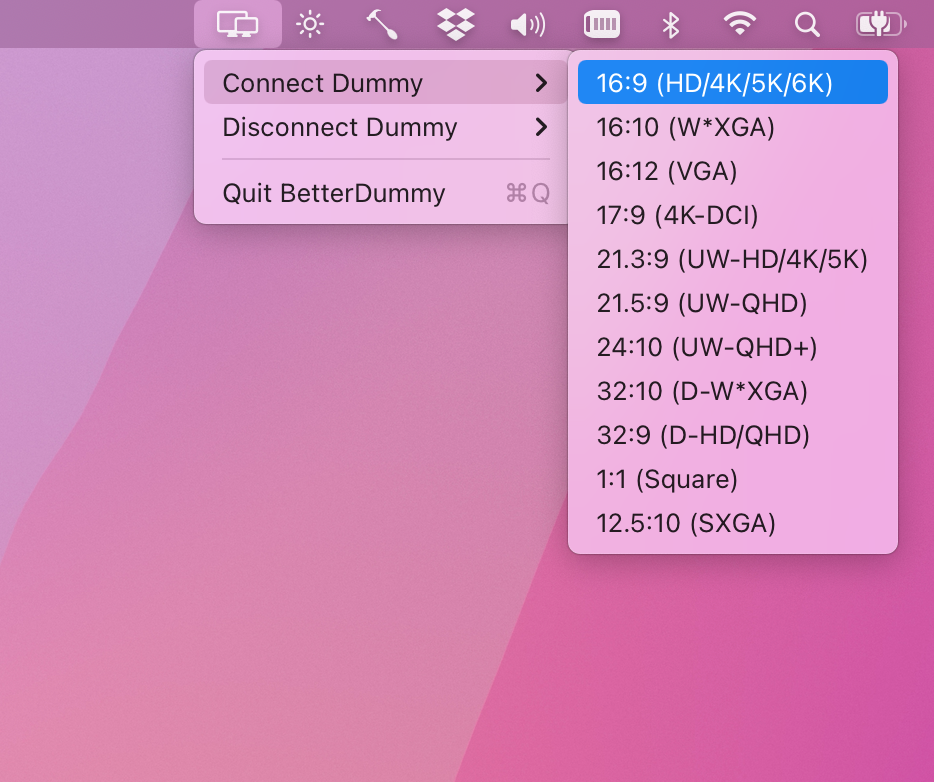 Connect Dummy
Disconnect Dummy
Quit BetterDummy ⌘Q
16:9 (HD/4K/5K/6K)
16:10 (W*XGA)
16:12 (VGA)
17:9 (4K-DCI)
21.3:9 (UW-HD/4K/5K)
21.5:9 (UW-QHD)
24:10 (UW-QHD+)
32:10 (D-W*XGA)
32:9 (D-HD/QHD)
1:1 (Square)
12.5:10 (SXGA)